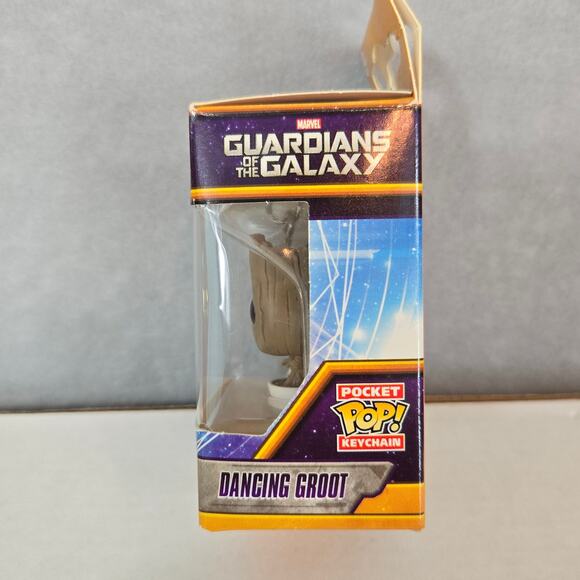 MARVEL
GUARDIANS
OF THE GALAXY
POCKET
POP!
KEYCHAIN
DANCING GROOT